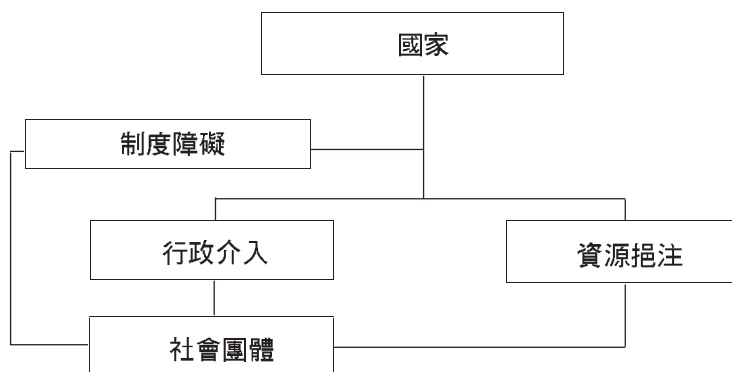 國家
制度障礙
行政介入
資源挹注
社會團體